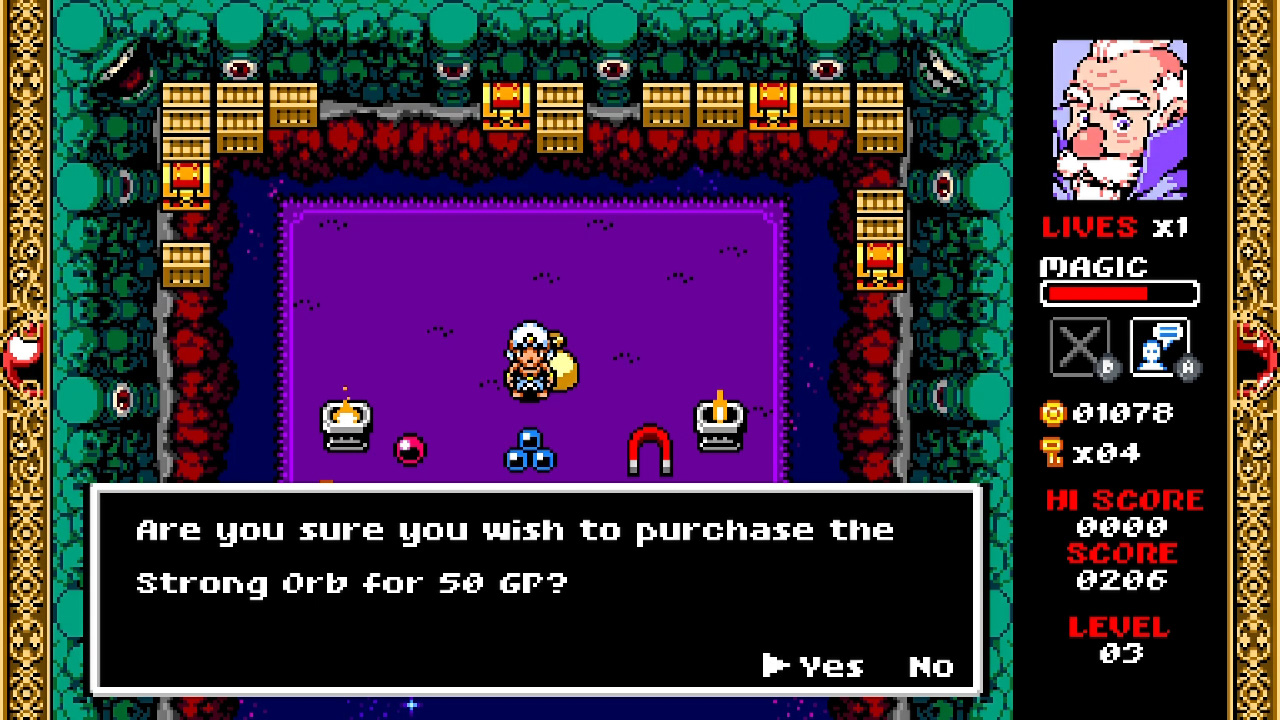 LIVES x1
MAGIC
01078
x04
HI SCORE
0000
SCORE
0206
LEVEL
03
Are you sure you wish to purchase the
Strong Orb for 50 GP?
Yes No